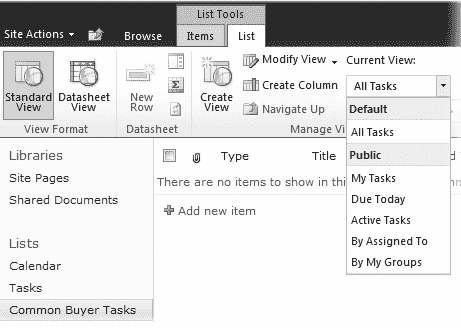 List Tools
Site Actions Browse Items List
Standard View
Datasheet View
View Format
New Row
Datasheet
Create View
Modify View
Create Column
Navigate Up
Current View:
All Tasks
Default
All Tasks
Public
My Tasks
Due Today
Active Tasks
By Assigned To
By My Groups
Libraries
Site Pages
Shared Documents
Lists
Calendar
Tasks
Common Buyer Tasks
Type Title
There are no items to show in
Add new item